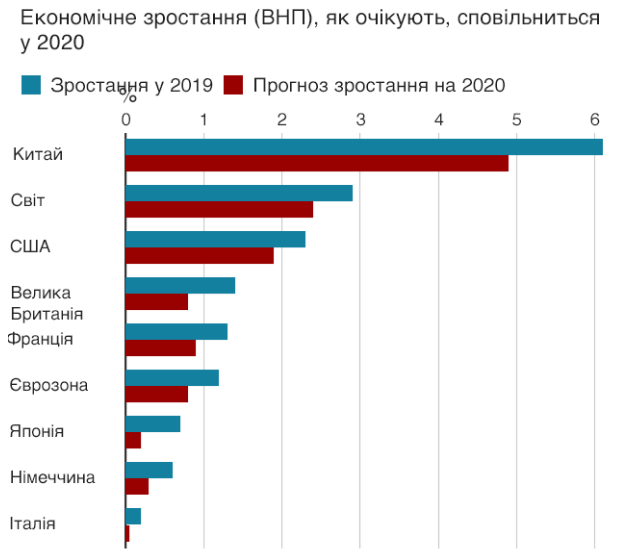 Економічне зростання (ВНП), як очікують, сповільниться
у 2020
Зростання у 2019 Прогноз зростання на 2020
%
0 1 2 3 4 5 6
Китай
Світ
США
Велика
Британія
Франція
Єврозона
Японія
Німеччина
Італія